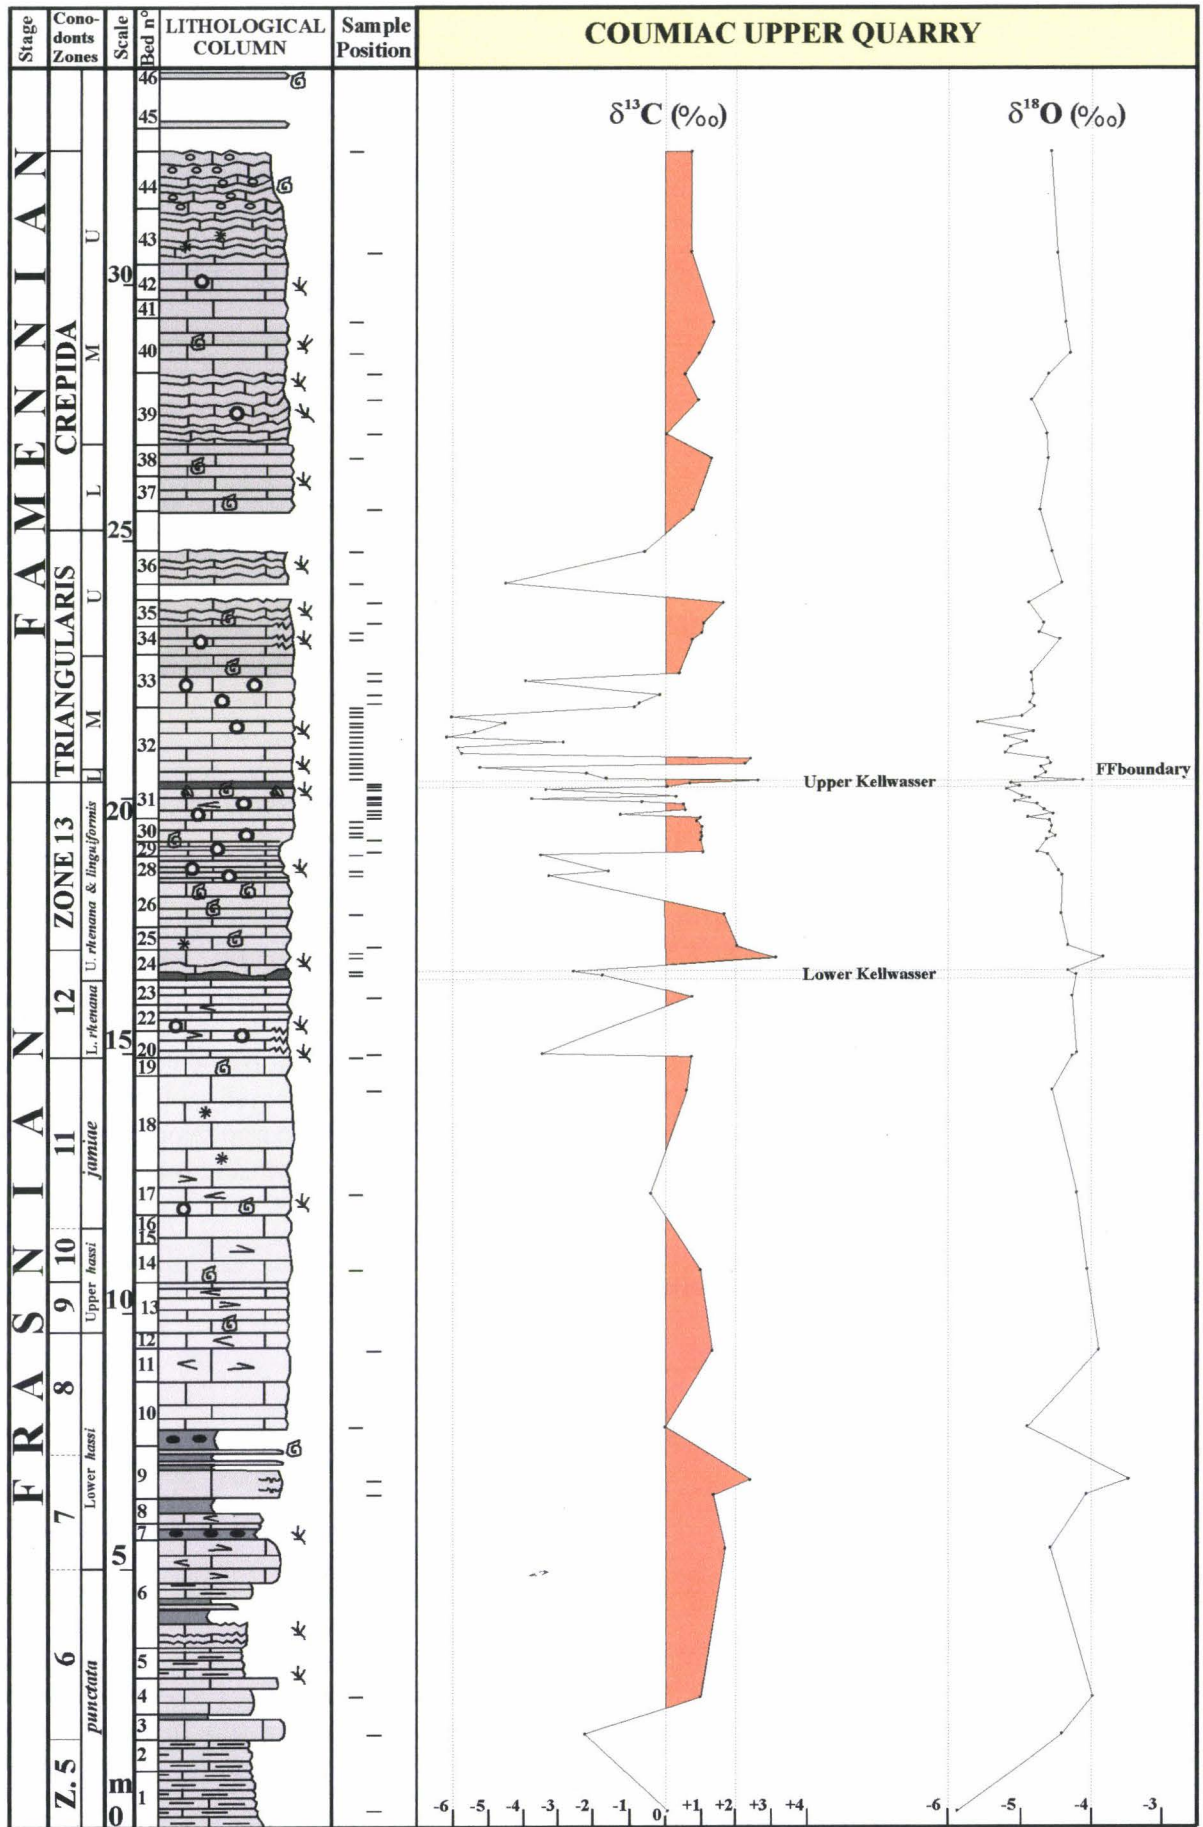 Stage
Cono-
donts
Zones
Scale
Bed n°
LITHOLOGICAL
COLUMN
Sample
Position
COUMIAC UPPER QUARRY
δ¹³C (‰)
δ¹⁸O (‰)
FAMENNIAN
FRASNIAN
CREPIDA
TRIANGULARIS
ZONE 13
12
11
10
9
8
7
6
Z. 5
U
M
L
U
M
L
U. rhenana & linguiformis
L. rhenana
jamiae
Upper hassi
Lower hassi
punctata
30
25
20
15
10
5
m
0
46
45
44
43
42
41
40
39
38
37
36
35
34
33
32
31
30
29
28
26
25
24
23
22
20
19
18
17
16
15
14
13
12
11
10
9
8
7
6
5
4
3
2
1
FFboundary
Upper Kellwasser
Lower Kellwasser
-6 -5 -4 -3 -2 -1 0 +1 +2 +3 +4
-6 -5 -4 -3